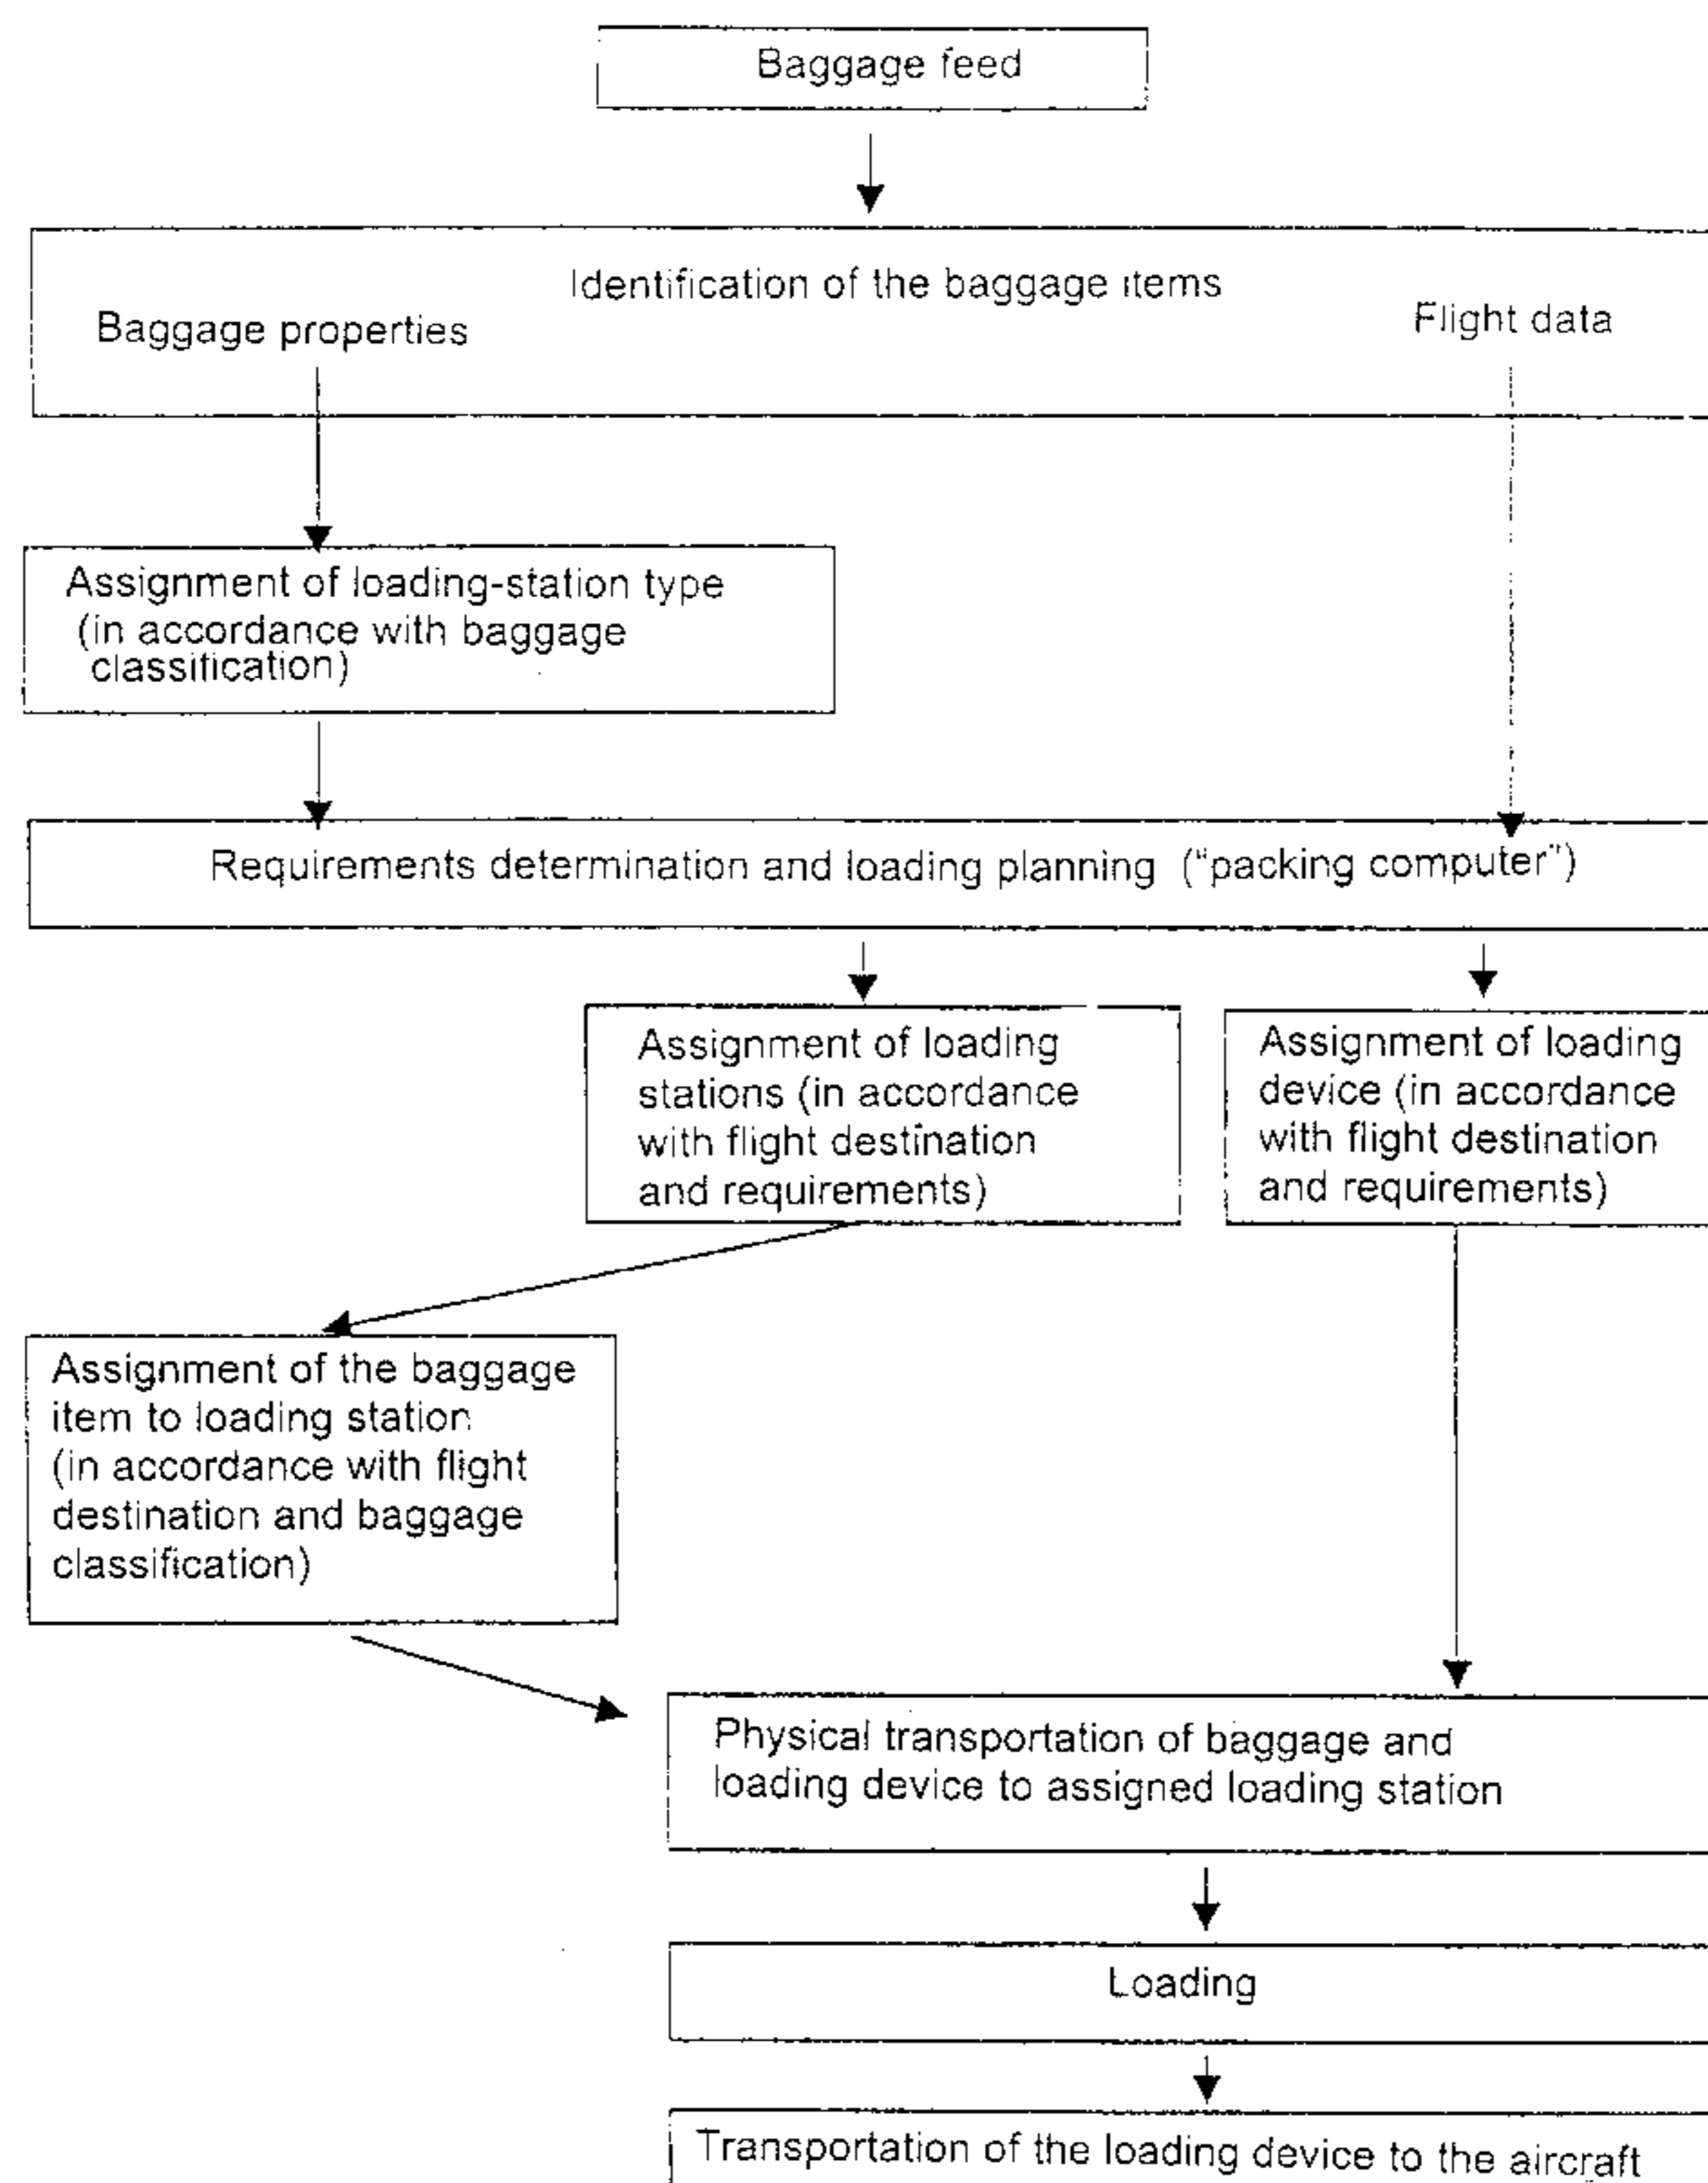 Baggage feed
Identification of the baggage items
Baggage properties
Flight data
Assignment of loading-station type
(in accordance with baggage
classification)
Requirements determination and loading planning ("packing computer")
Assignment of loading
stations (in accordance
with flight destination
and requirements)
Assignment of loading
device (in accordance
with flight destination
and requirements)
Assignment of the baggage
item to loading station
(in accordance with flight
destination and baggage
classification)
Physical transportation of baggage and
loading device to assigned loading station
Loading
Transportation of the loading device to the aircraft